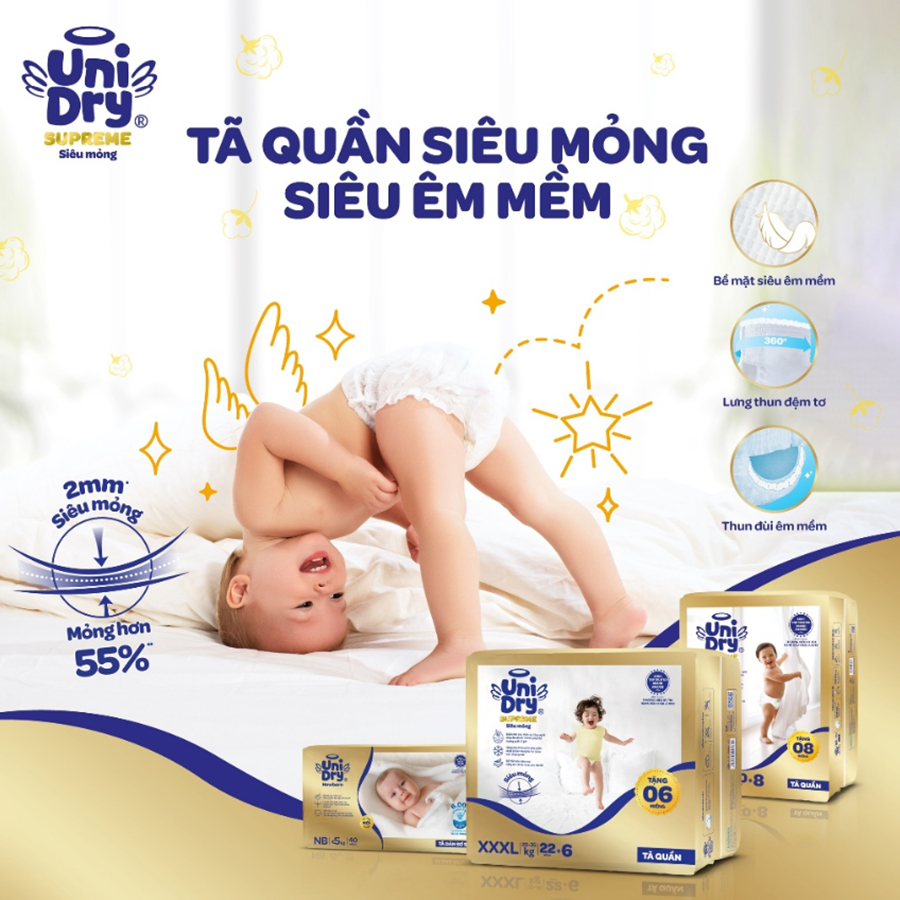 Uni
Dry®
SUPREME
Siêu mỏng
TÃ QUẦN SIÊU MỎNG
SIÊU ÊM MỀM
Bề mặt siêu êm mềm
360°
Lưng thun đệm tơ
Thun đùi êm mềm
2mm*
Siêu mỏng
Mỏng hơn
55%**
Uni
Dry®
TẶNG
08
MIẾNG
TÃ QUẦN
Uni
Dry®
SUPREME
Siêu mỏng
Siêu mỏng
TẶNG
06
MIẾNG
XXXL
kg
22+6
TÃ QUẦN
Uni
Dry®
Newborn
NB
<5kg
40